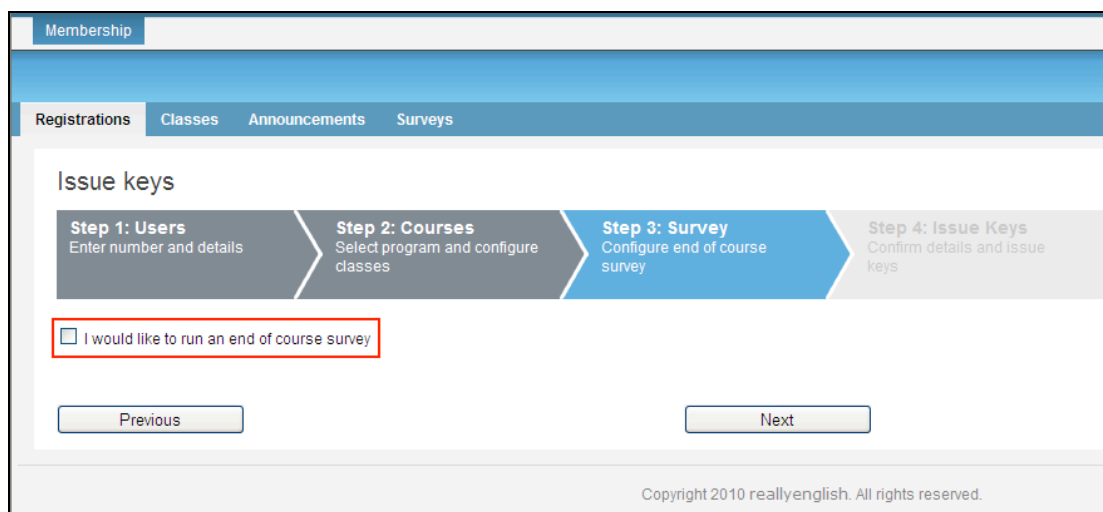 Membership
Registrations Classes Announcements Surveys
Issue keys
Step 1: Users
Enter number and details
Step 2: Courses
Select program and configure
classes
Step 3: Survey
Configure end of course
survey
Step 4: Issue Keys
Confirm details and issue
keys
I would like to run an end of course survey
Previous Next
Copyright 2010 reallyenglish. All rights reserved.